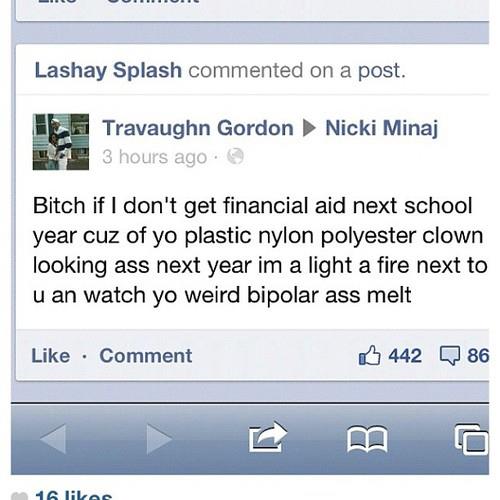 Like Comment
Lashay Splash commented on a post.
Travaughn Gordon ▶ Nicki Minaj
3 hours ago ·
Bitch if I don't get financial aid next school
year cuz of yo plastic nylon polyester clown
looking ass next year im a light a fire next to
u an watch yo weird bipolar ass melt
Like · Comment 442 86
16 likes